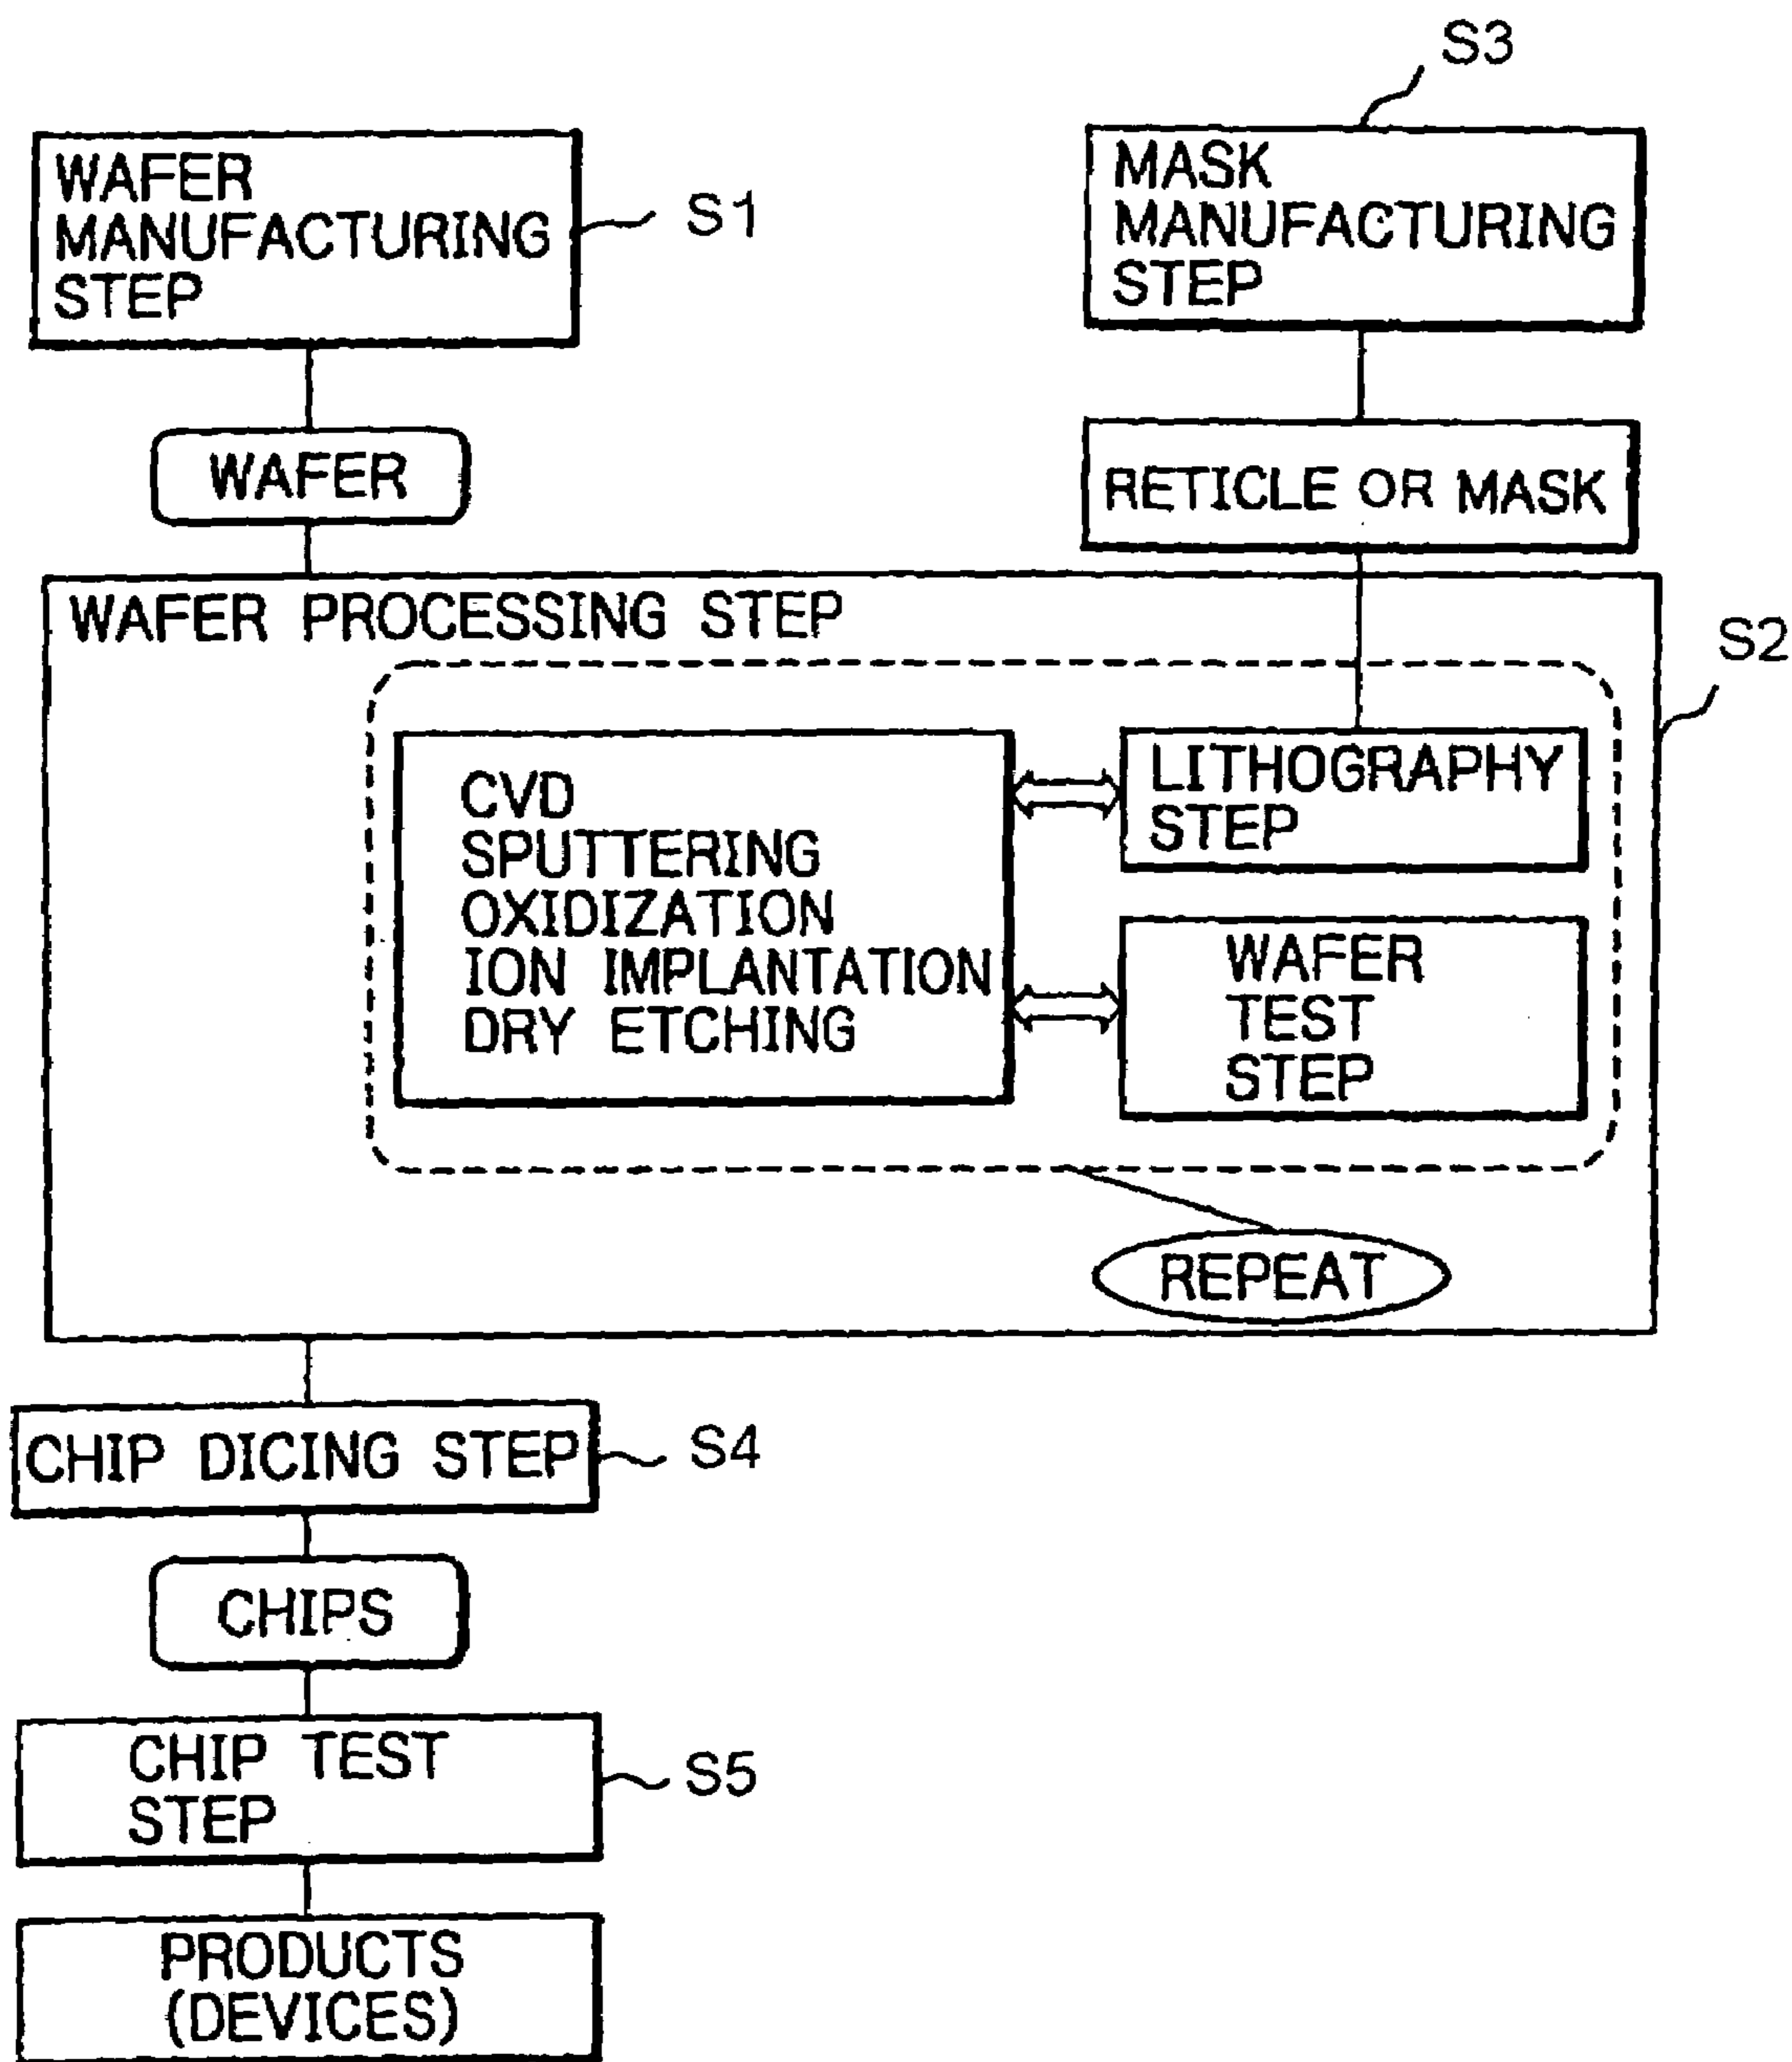 S3
WAFER
MANUFACTURING
STEP
S1
MASK
MANUFACTURING
STEP
WAFER
RETICLE OR MASK
WAFER PROCESSING STEP
S2
CVD
SPUTTERING
OXIDIZATION
ION IMPLANTATION
DRY ETCHING
LITHOGRAPHY
STEP
WAFER
TEST
STEP
REPEAT
CHIP DICING STEP
S4
CHIPS
CHIP TEST
STEP
S5
PRODUCTS
(DEVICES)